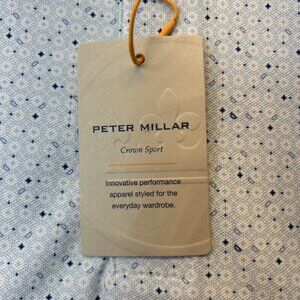 PETER MILLAR
Crown Sport
Innovative performance
apparel styled for the
everyday wardrobe.